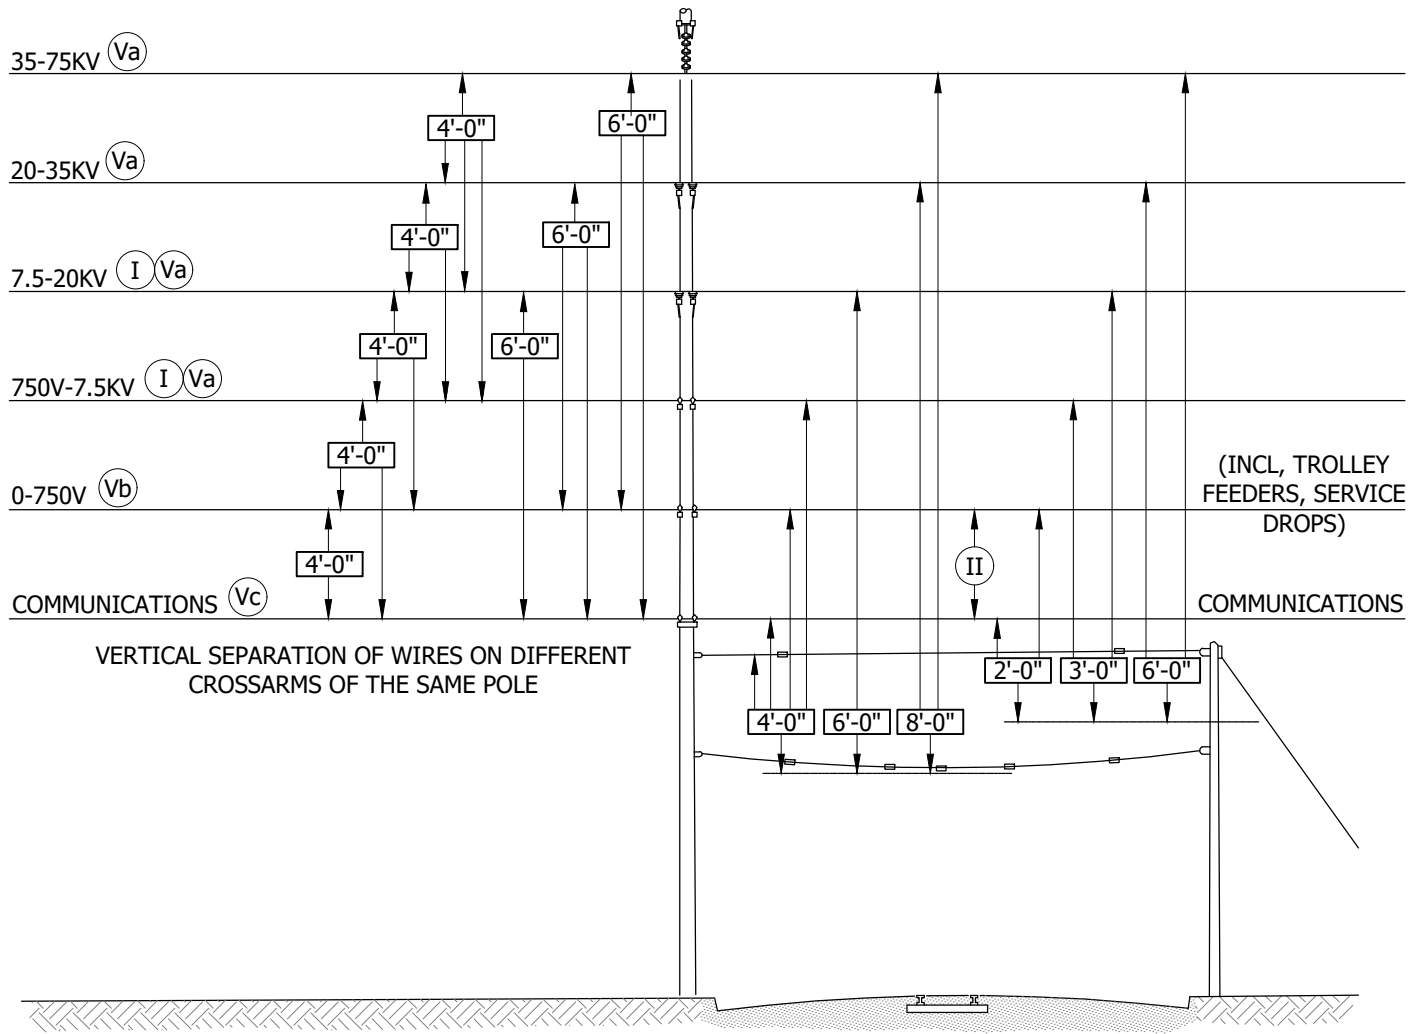 35-75KV Va
4'-0"
6'-0"
20-35KV Va
4'-0"
6'-0"
7.5-20KV I Va
4'-0"
6'-0"
750V-7.5KV I Va
4'-0"
(INCL, TROLLEY
FEEDERS, SERVICE
DROPS)
0-750V Vb
4'-0"
II
COMMUNICATIONS Vc
COMMUNICATIONS
VERTICAL SEPARATION OF WIRES ON DIFFERENT
CROSSARMS OF THE SAME POLE
2'-0"
3'-0"
6'-0"
4'-0"
6'-0"
8'-0"